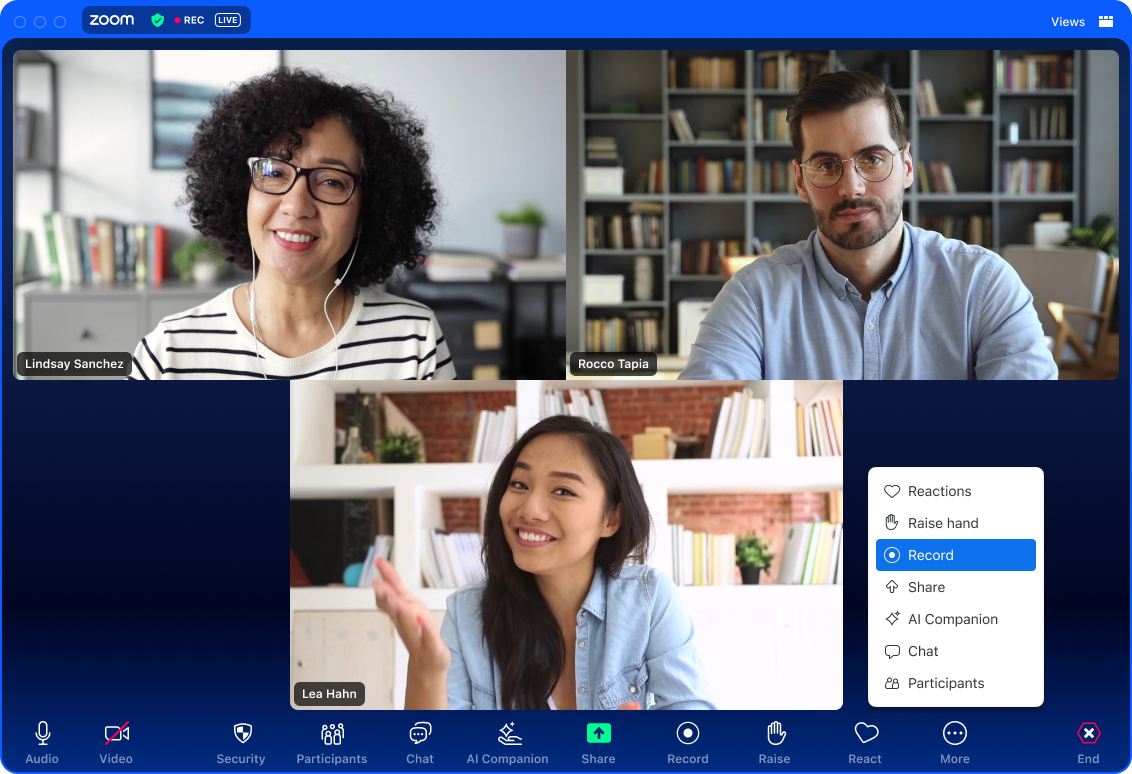 zoom REC LIVE
Views
Lindsay Sanchez
Rocco Tapia
Lea Hahn
Reactions
Raise hand
Record
Share
AI Companion
Chat
Participants
Audio Video Security Participants Chat AI Companion Share Record Raise React More End